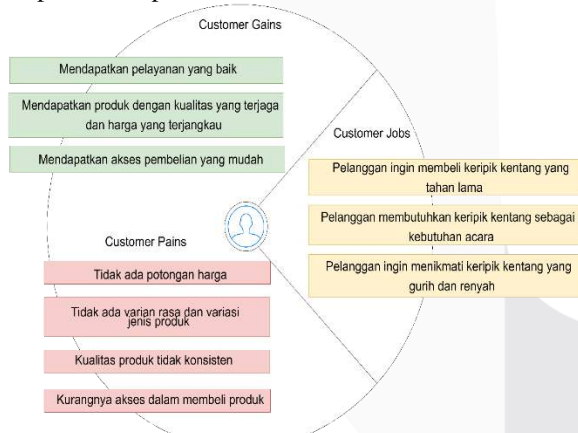 Customer Gains
Mendapatkan pelayanan yang baik
Mendapatkan produk dengan kualitas yang terjaga
dan harga yang terjangkau
Mendapatkan akses pembelian yang mudah
Customer Jobs
Pelanggan ingin membeli keripik kentang yang
tahan lama
Pelanggan membutuhkan keripik kentang sebagai
kebutuhan acara
Pelanggan ingin menikmati keripik kentang yang
gurih dan renyah
Customer Pains
Tidak ada potongan harga
Tidak ada varian rasa dan variasi
jenis produk
Kualitas produk tidak konsisten
Kurangnya akses dalam membeli produk